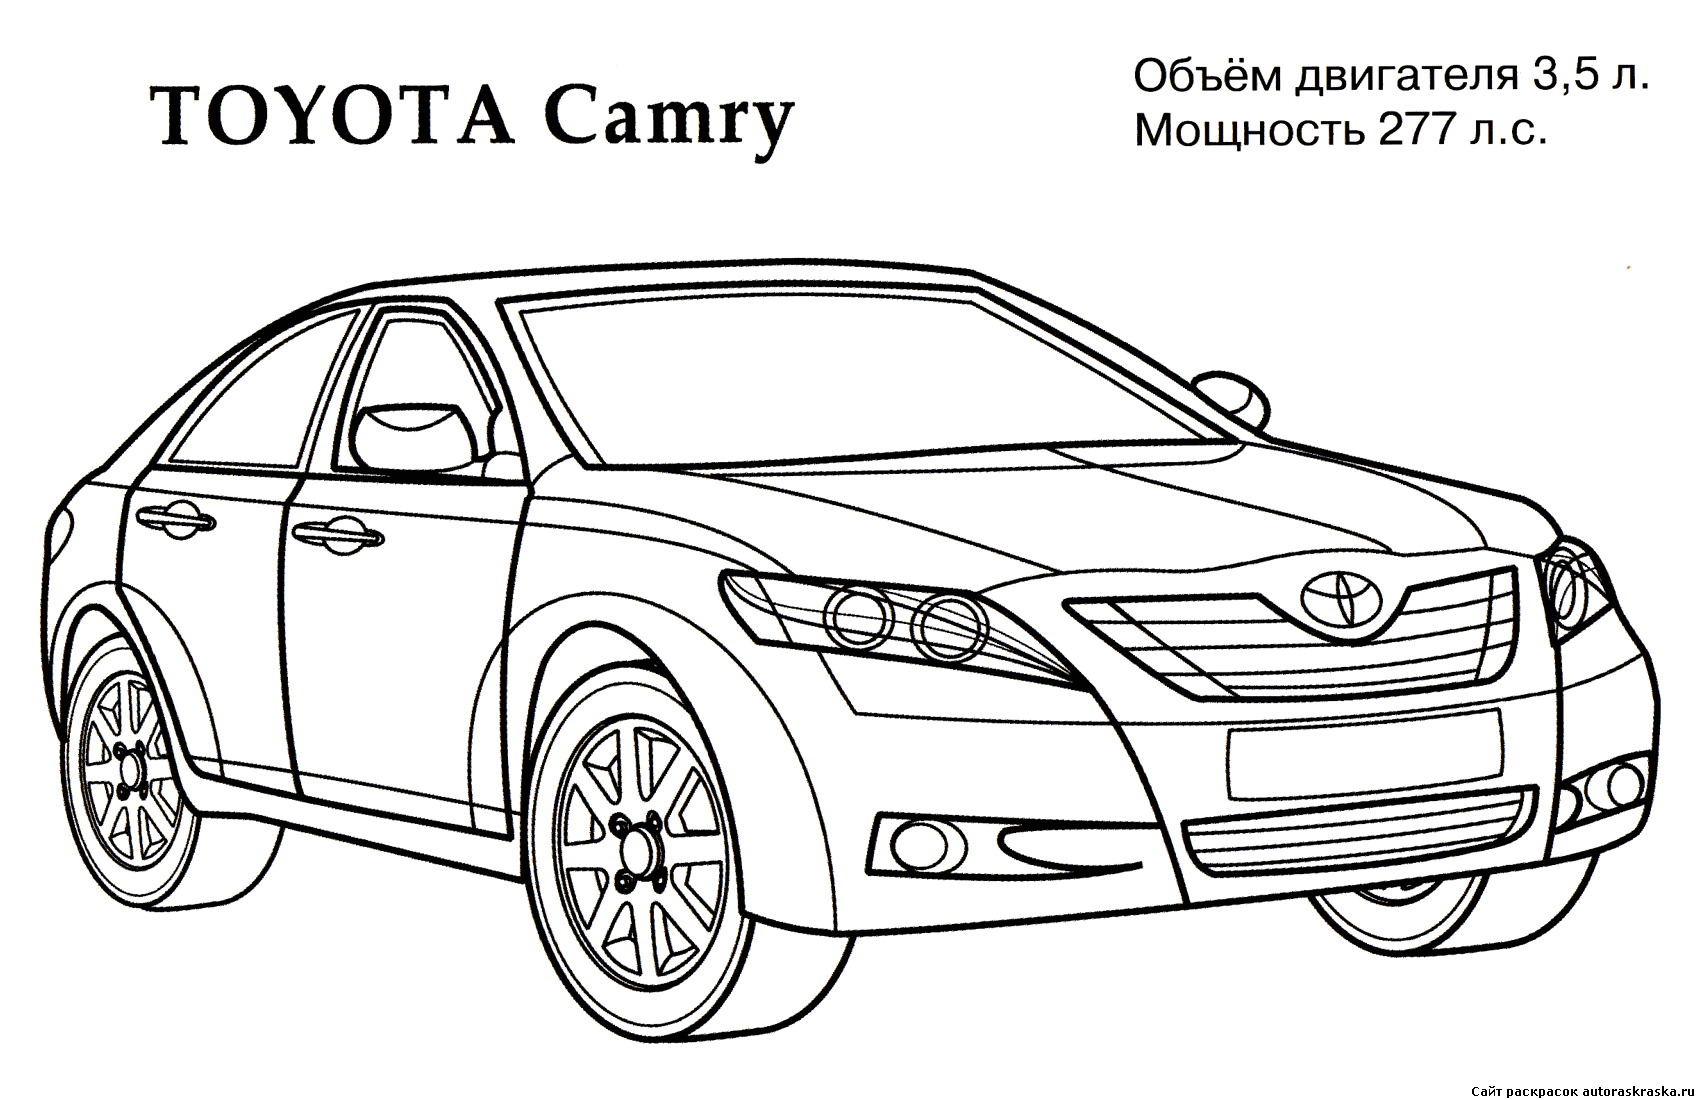 TOYOTA Camry
Объём двигателя 3,5 л.
Мощность 277 л.с.
Сайт раскрасок autoraskraska.ru